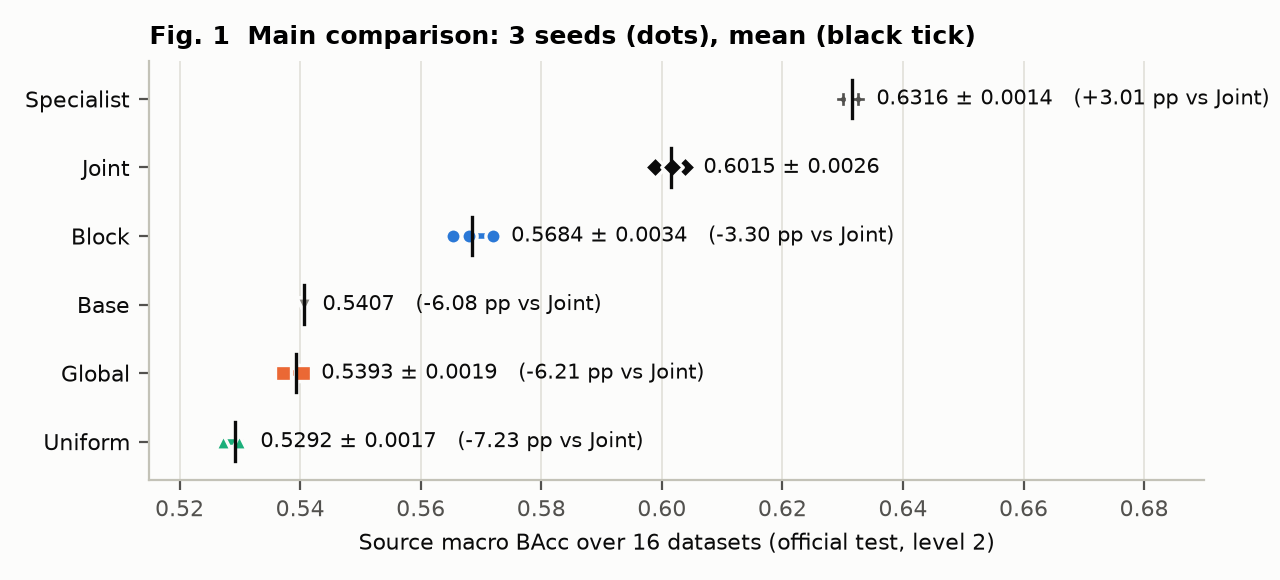 Fig. 1  Main comparison: 3 seeds (dots), mean (black tick)
Specialist
0.6316 ± 0.0014   (+3.01 pp vs Joint)
Joint
0.6015 ± 0.0026
Block
0.5684 ± 0.0034   (-3.30 pp vs Joint)
Base
0.5407   (-6.08 pp vs Joint)
Global
0.5393 ± 0.0019   (-6.21 pp vs Joint)
Uniform
0.5292 ± 0.0017   (-7.23 pp vs Joint)
0.52 0.54 0.56 0.58 0.60 0.62 0.64 0.66 0.68
Source macro BAcc over 16 datasets (official test, level 2)